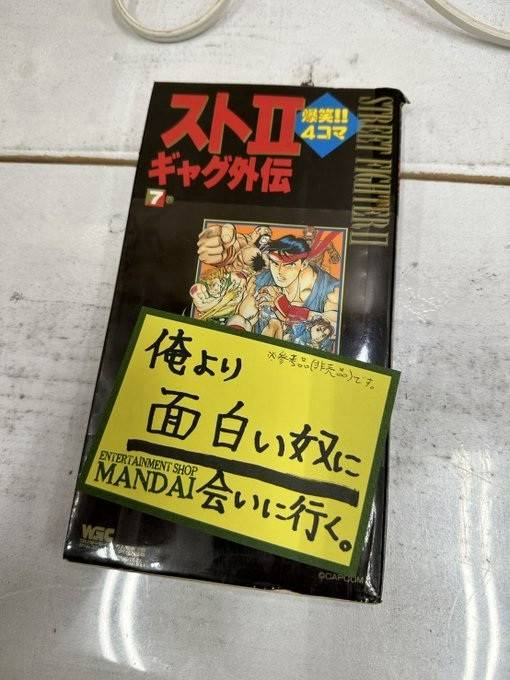 ストII
爆笑!!
4コマ
ギャグ外伝
7
STREET FIGHTER II
俺より
※参考品(非売品)です。
面白い奴に
会いに行く。
ENTERTAINMENT SHOP
MANDAI
WGC
©CAPCOM